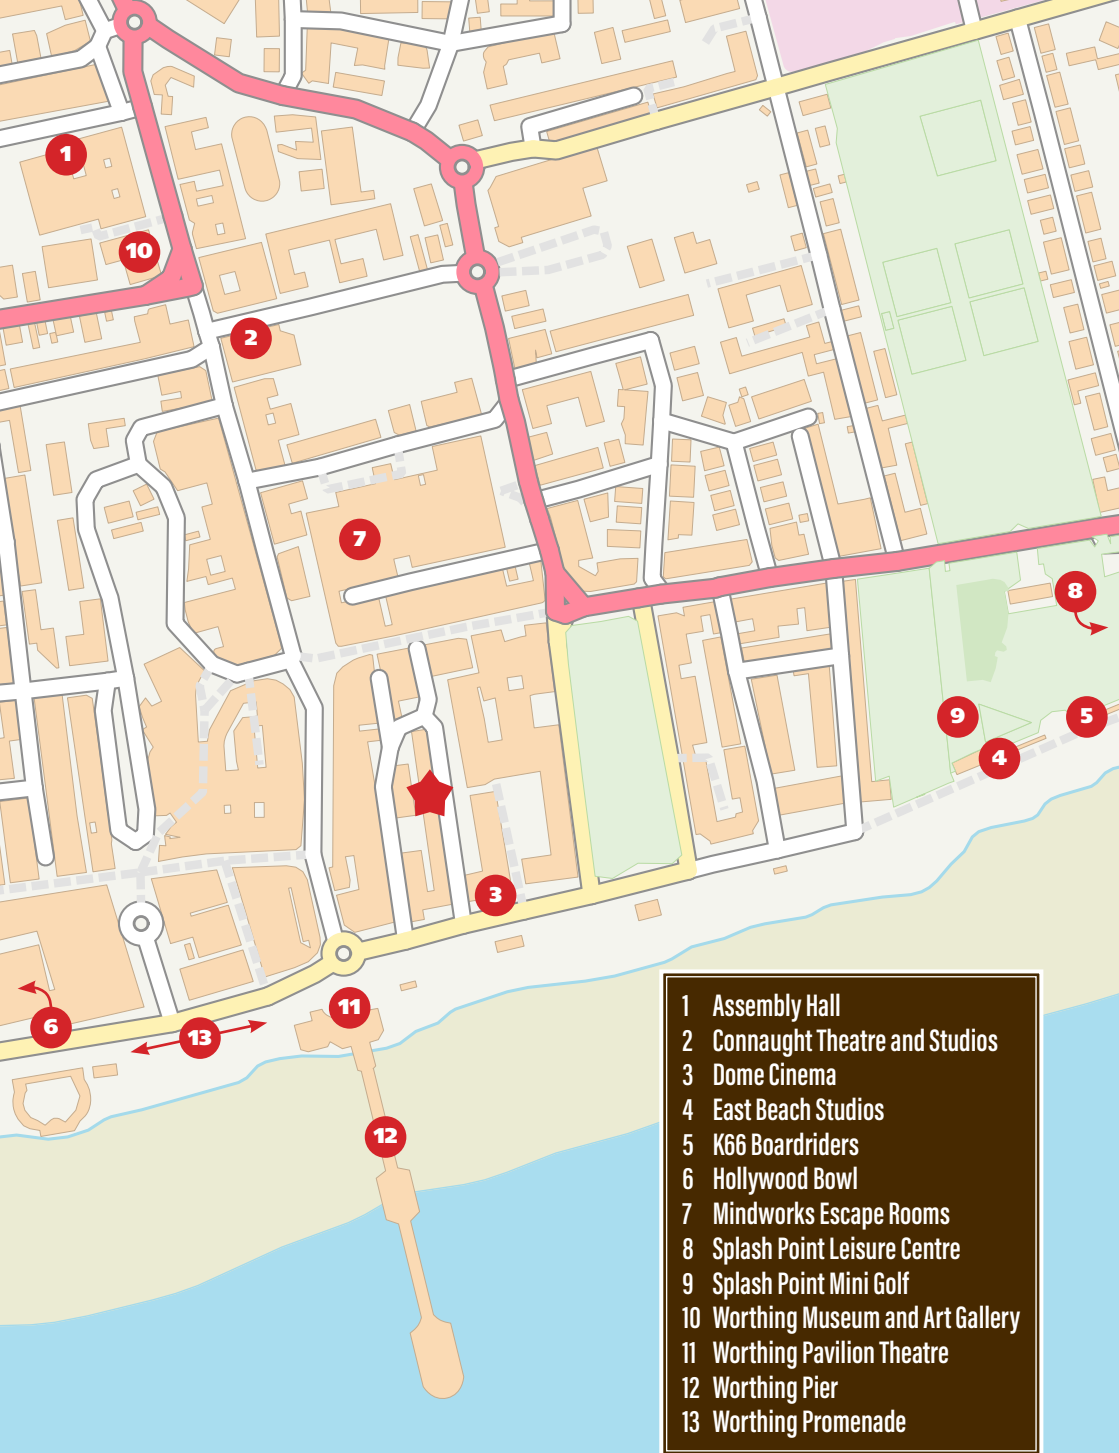 1
10
2
7
8
9
5
4
3
11
6
13
12
1 Assembly Hall
2 Connaught Theatre and Studios
3 Dome Cinema
4 East Beach Studios
5 K66 Boardriders
6 Hollywood Bowl
7 Mindworks Escape Rooms
8 Splash Point Leisure Centre
9 Splash Point Mini Golf
10 Worthing Museum and Art Gallery
11 Worthing Pavilion Theatre
12 Worthing Pier
13 Worthing Promenade